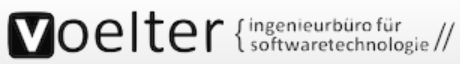 voelter { ingenieurbüro für
softwaretechnologie //